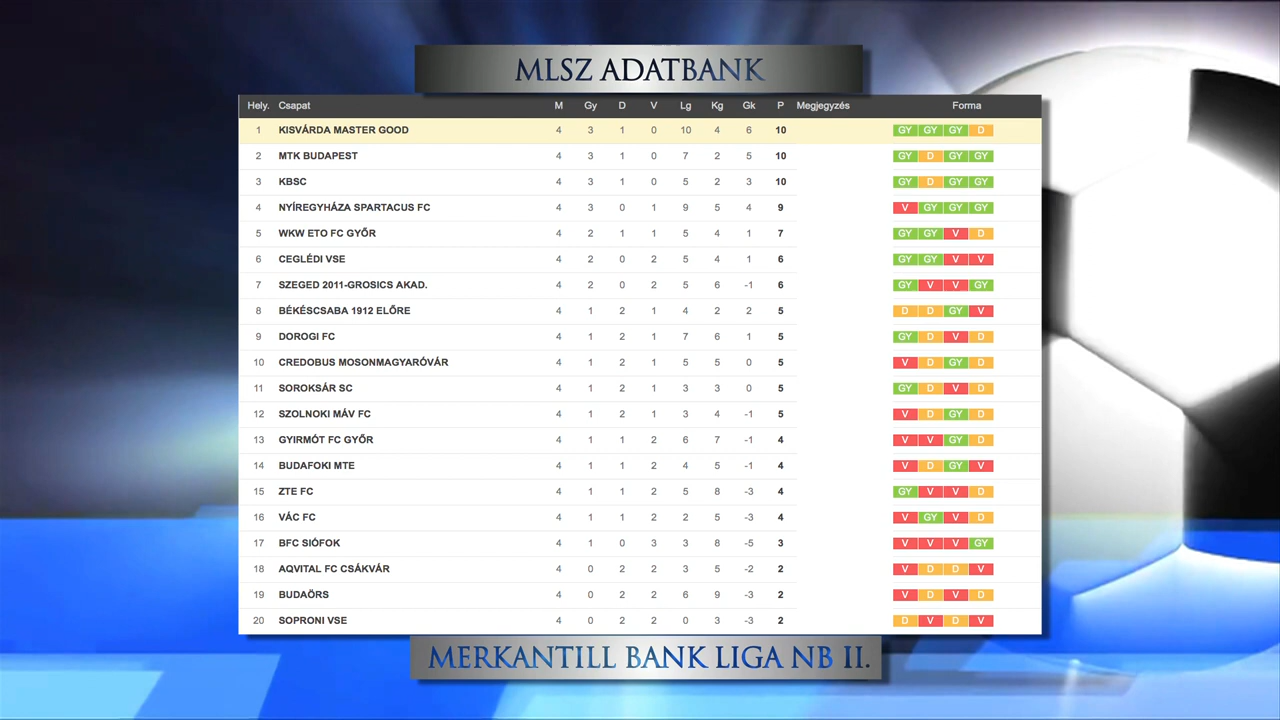 MLSZ ADATBANK
Hely. Csapat M Gy D V Lg Kg Gk P Megjegyzés Forma
1 KISVÁRDA MASTER GOOD 4 3 1 0 10 4 6 10 GY GY GY D
2 MTK BUDAPEST 4 3 1 0 7 2 5 10 GY D GY GY
3 KBSC 4 3 1 0 5 2 3 10 GY D GY GY
4 NYÍREGYHÁZA SPARTACUS FC 4 3 0 1 9 5 4 9 V GY GY GY
5 WKW ETO FC GYŐR 4 2 1 1 5 4 1 7 GY GY V D
6 CEGLÉDI VSE 4 2 0 2 5 4 1 6 GY GY V V
7 SZEGED 2011-GROSICS AKAD. 4 2 0 2 5 6 -1 6 GY V V GY
8 BÉKÉSCSABA 1912 ELŐRE 4 1 2 1 4 2 2 5 D D GY V
9 DOROGI FC 4 1 2 1 7 6 1 5 GY D V D
10 CREDOBUS MOSONMAGYARÓVÁR 4 1 2 1 5 5 0 5 V D GY D
11 SOROKSÁR SC 4 1 2 1 3 3 0 5 GY D V D
12 SZOLNOKI MÁV FC 4 1 2 1 3 4 -1 5 V D GY D
13 GYIRMÓT FC GYŐR 4 1 1 2 6 7 -1 4 V V GY D
14 BUDAFOKI MTE 4 1 1 2 4 5 -1 4 V D GY V
15 ZTE FC 4 1 1 2 5 8 -3 4 GY V V D
16 VÁC FC 4 1 1 2 2 5 -3 4 V GY V D
17 BFC SIÓFOK 4 1 0 3 3 8 -5 3 V V V GY
18 AQVITAL FC CSÁKVÁR 4 0 2 2 3 5 -2 2 V D D V
19 BUDAÖRS 4 0 2 2 6 9 -3 2 V D V D
20 SOPRONI VSE 4 0 2 2 0 3 -3 2 D V D V
MERKANTILL BANK LIGA NB II.